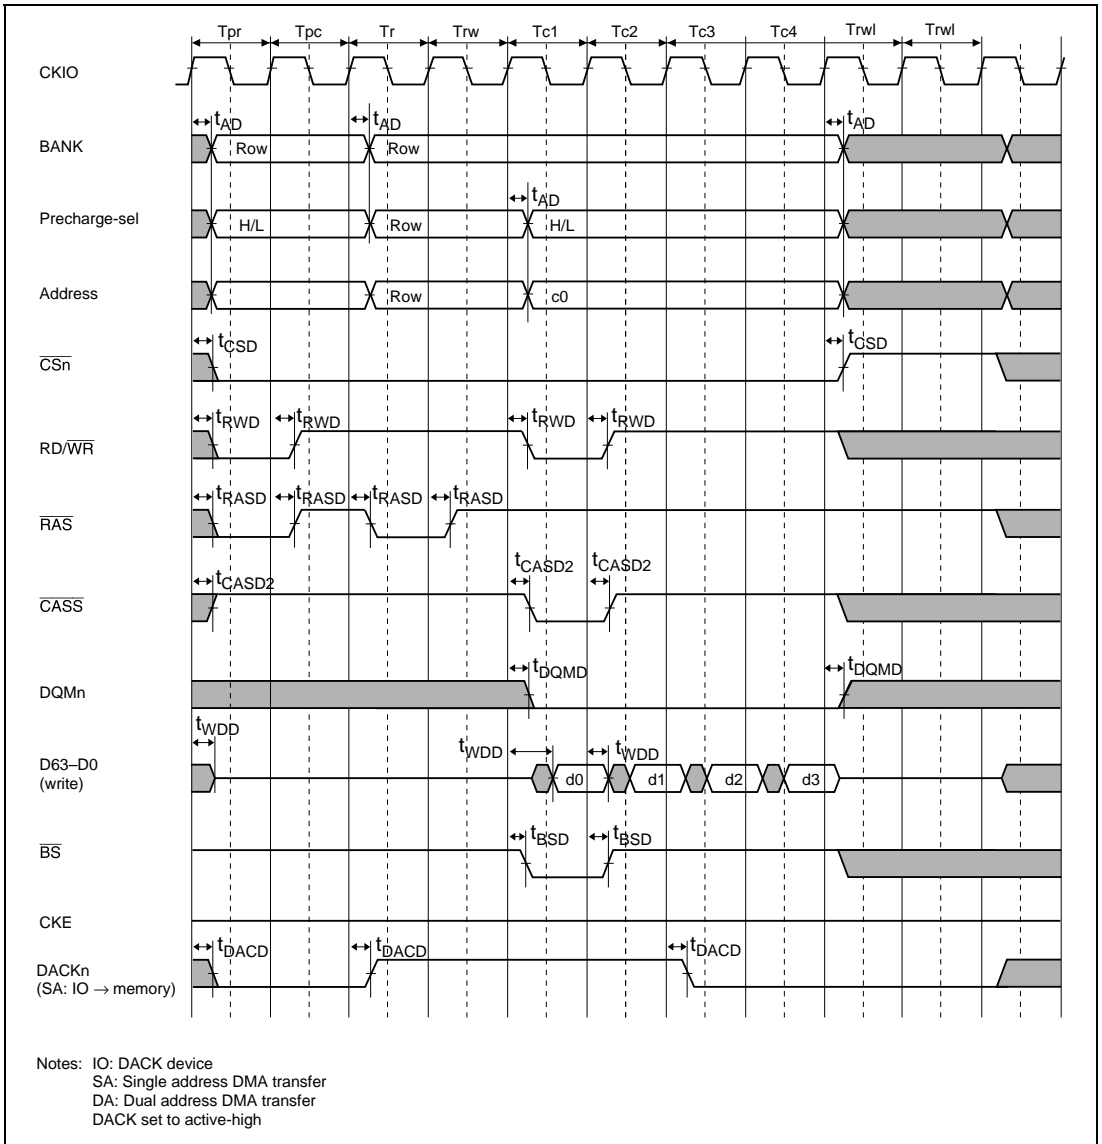 Tpr Tpc Tr Trw Tc1 Tc2 Tc3 Tc4 Trwl Trwl
CKIO
tAD tAD tAD
BANK Row Row
tAD
Precharge-sel H/L Row H/L
Address Row c0
tCSD tCSD
CSn
tRWD tRWD tRWD tRWD
RD/WR
tRASD tRASD tRASD tRASD
RAS
tCASD2 tCASD2 tCASD2
CASS
tDQMD tDQMD
DQMn
tWDD tWDD tWDD
D63–D0
(write)
d0 d1 d2 d3
tBSD tBSD
BS
CKE
tDACD tDACD tDACD
DACKn
(SA: IO → memory)
Notes: IO: DACK device
SA: Single address DMA transfer
DA: Dual address DMA transfer
DACK set to active-high